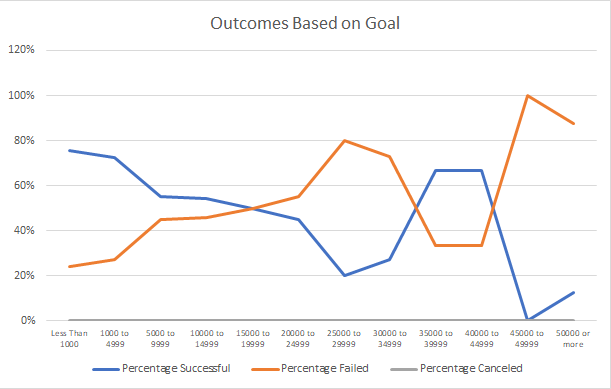 Outcomes Based on Goal
120%
100%
80%
60%
40%
20%
0%
Less Than
1000
1000 to
4999
5000 to
9999
10000 to
14999
15000 to
19999
20000 to
24999
25000 to
29999
30000 to
34999
35000 to
39999
40000 to
44999
45000 to
49999
50000 or
more
Percentage Successful
Percentage Failed
Percentage Canceled